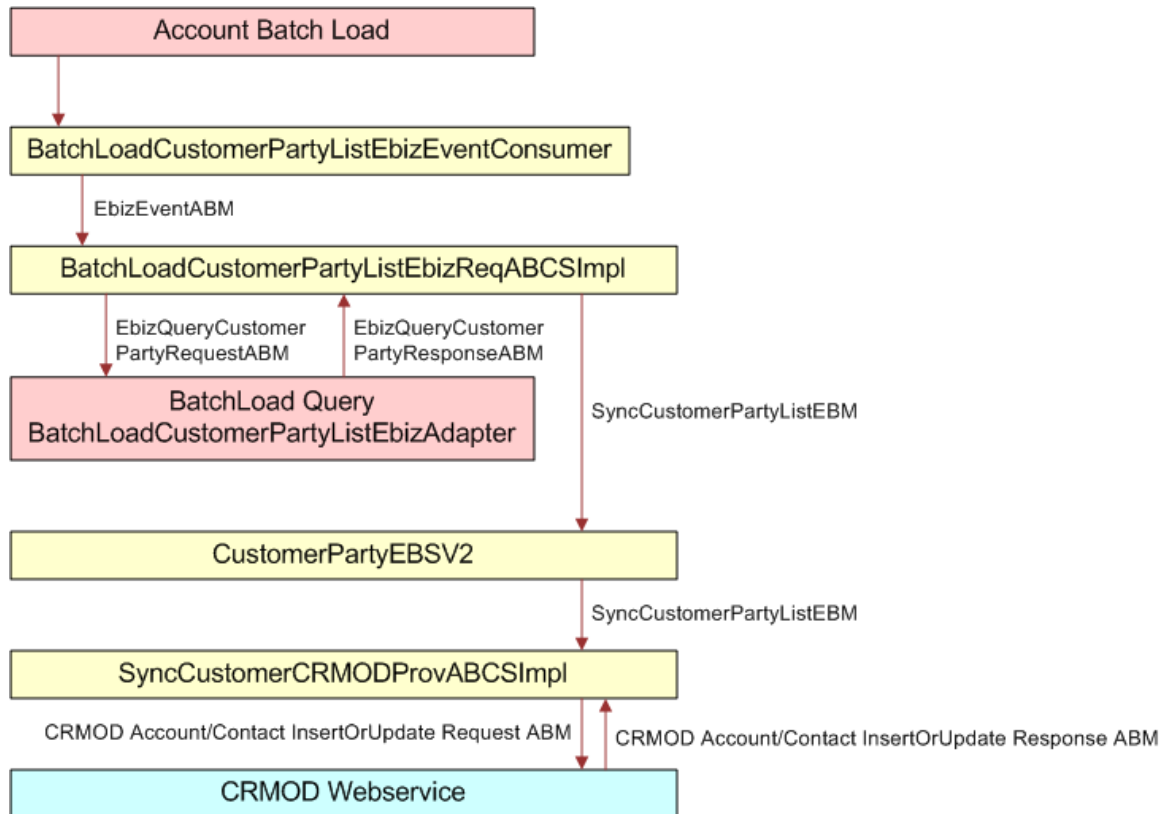 Account Batch Load
BatchLoadCustomerPartyListEbizEventConsumer
EbizEventABM
BatchLoadCustomerPartyListEbizReqABCSImpl
EbizQueryCustomer
PartyRequestABM
EbizQueryCustomer
PartyResponseABM
BatchLoad Query
BatchLoadCustomerPartyListEbizAdapter
SyncCustomerPartyListEBM
CustomerPartyEBSV2
SyncCustomerPartyListEBM
SyncCustomerCRMODProvABCSImpl
CRMOD Account/Contact InsertOrUpdate Request ABM
CRMOD Account/Contact InsertOrUpdate Response ABM
CRMOD Webservice